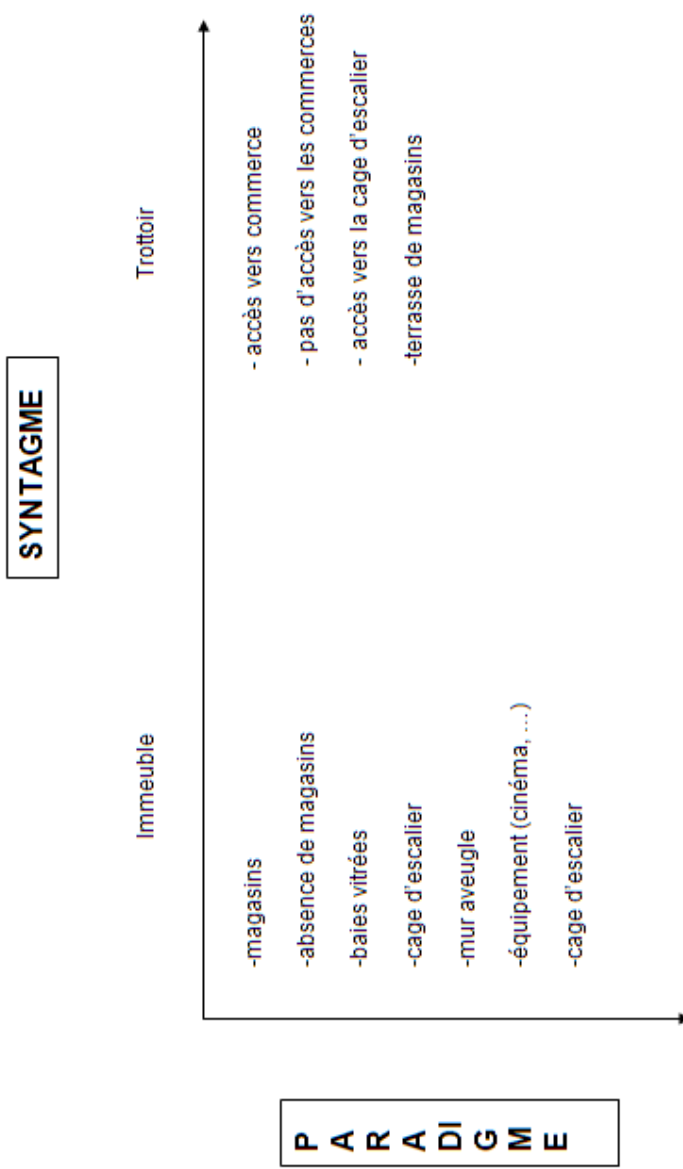 SYNTAGME
Immeuble
Trottoir
-magasins
-absence de magasins
-baies vitrées
-cage d'escalier
-mur aveugle
-équipement (cinéma, ...)
-cage d'escalier
- accès vers commerce
- pas d'accès vers les commerces
- accès vers la cage d'escalier
-terrasse de magasins
P
A
R
A
DI
G
M
E